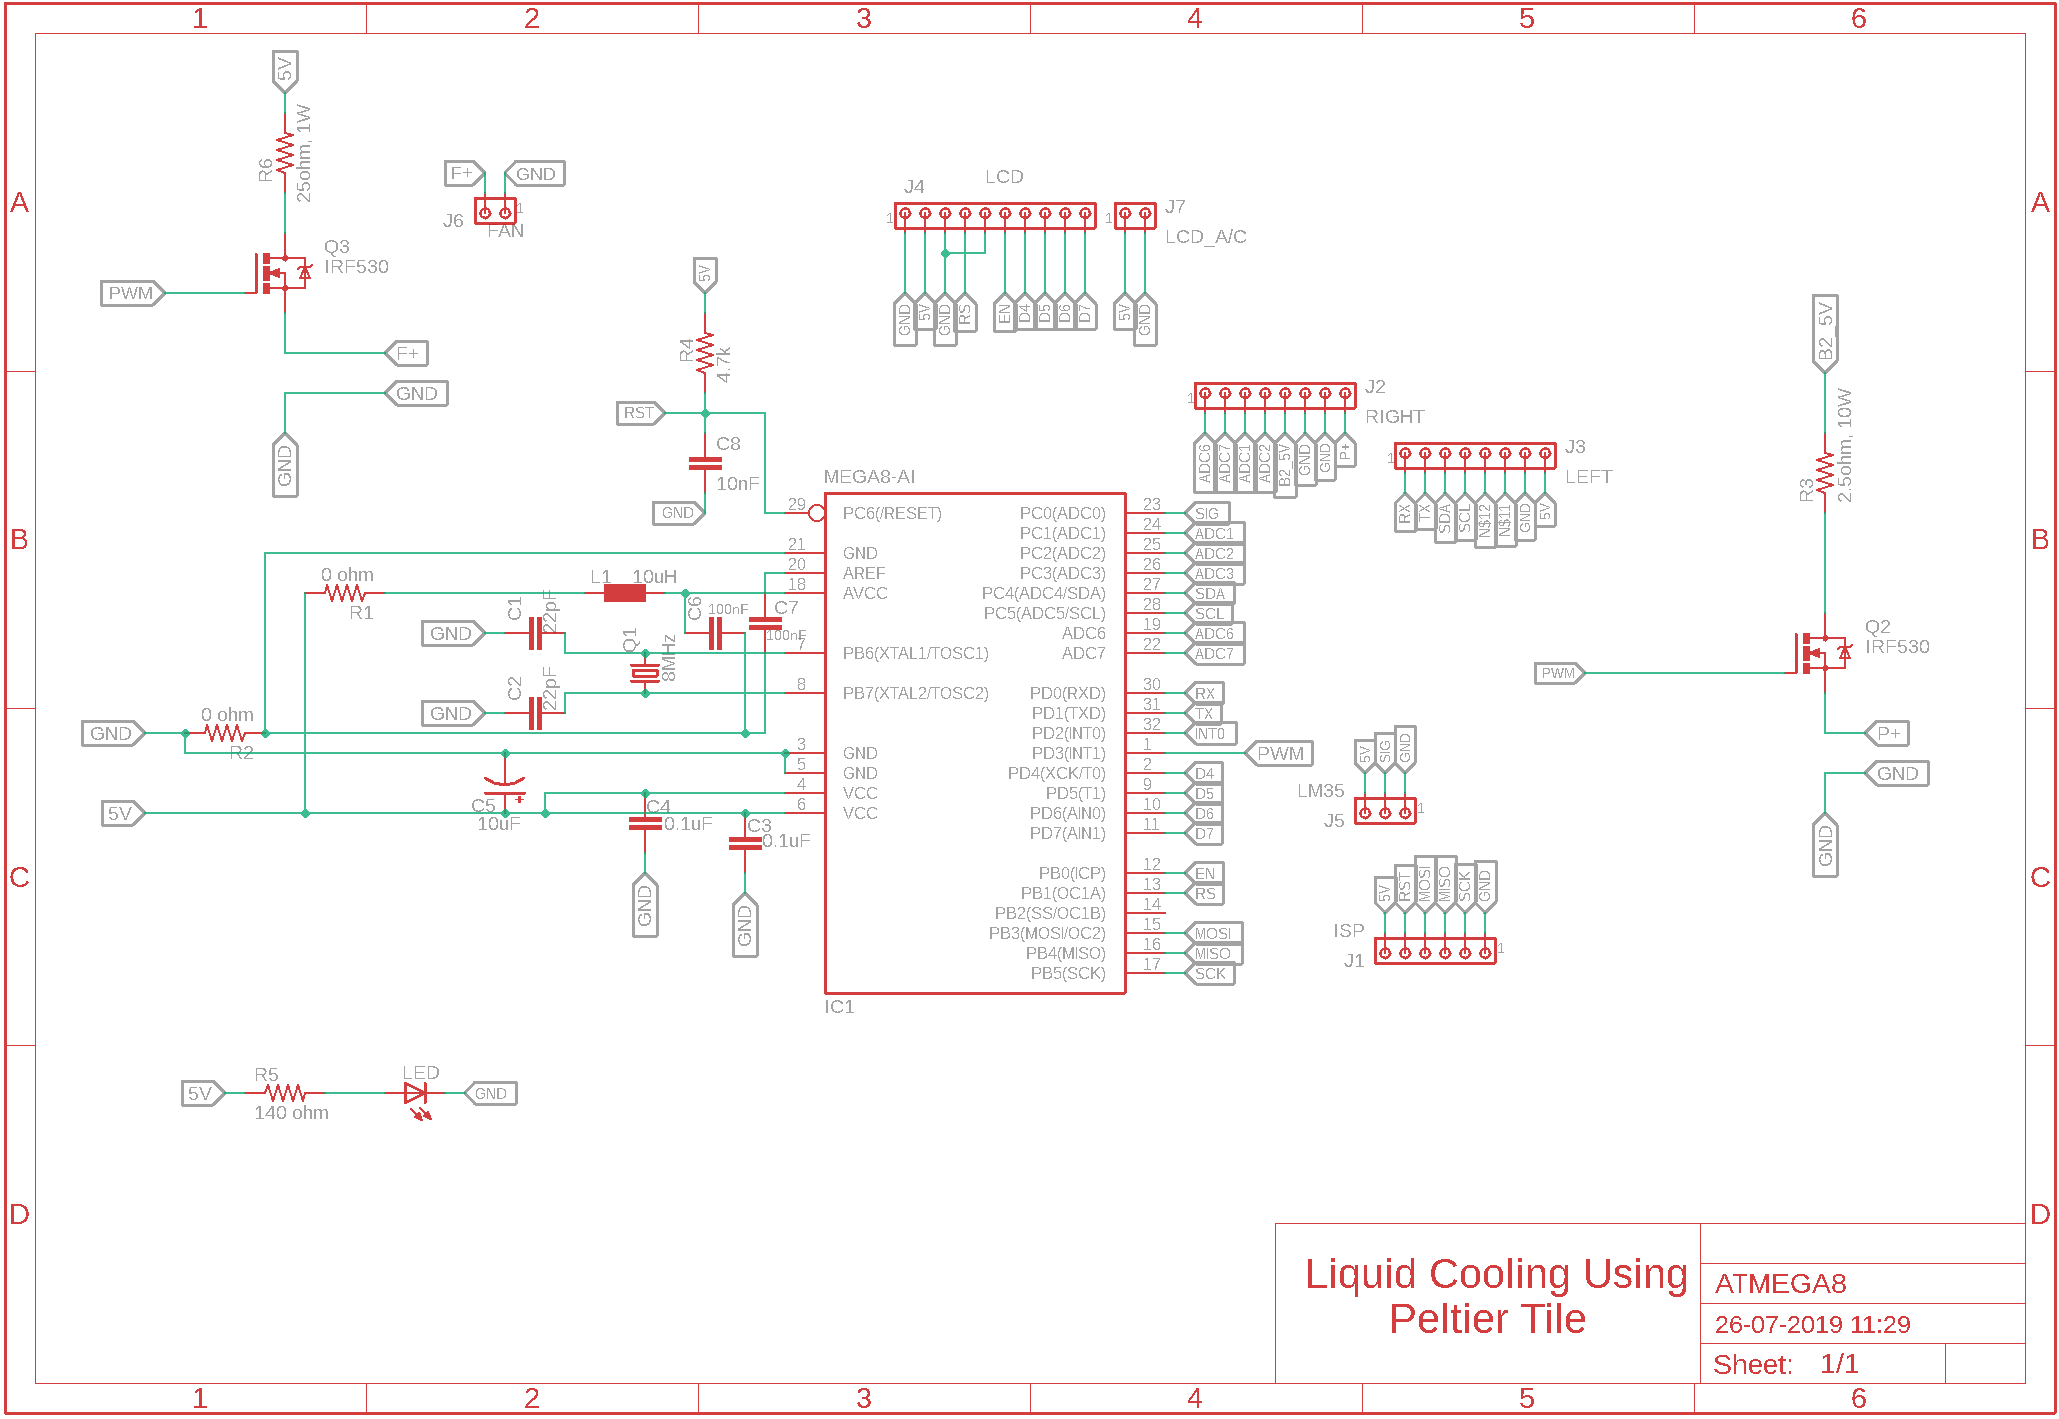 1 2 3 4 5 6
A A
B B
C C
D D
1 2 3 4 5 6
5V
R6
25ohm, 1W
Q3
IRF530
PWM
F+
GND
GND
F+
GND
J6
1
FAN
J4
LCD
1
GND
5V
GND
RS
EN
D4
D5
D6
D7
J7
1
LCD_A/C
5V
GND
5V
R4
4.7k
RST
C8
10nF
GND
J2
1
RIGHT
ADC6
ADC7
ADC1
ADC2
B2_5V
GND
GND
P+
J3
1
LEFT
RX
TX
SDA
SCL
N$12
N$11
GND
5V
B2_5V
R3
2.5ohm, 10W
Q2
IRF530
PWM
P+
GND
GND
MEGA8-AI
29 PC6(/RESET)
21 GND
20 AREF
18 AVCC
7 PB6(XTAL1/TOSC1)
8 PB7(XTAL2/TOSC2)
3 GND
5 GND
4 VCC
6 VCC
PC0(ADC0) 23 SIG
PC1(ADC1) 24 ADC1
PC2(ADC2) 25 ADC2
PC3(ADC3) 26 ADC3
PC4(ADC4/SDA) 27 SDA
PC5(ADC5/SCL) 28 SCL
ADC6 19 ADC6
ADC7 22 ADC7
PD0(RXD) 30 RX
PD1(TXD) 31 TX
PD2(INT0) 32 INT0
PD3(INT1) 1 PWM
PD4(XCK/T0) 2 D4
PD5(T1) 9 D5
PD6(AIN0) 10 D6
PD7(AIN1) 11 D7
PB0(ICP) 12 EN
PB1(OC1A) 13 RS
PB2(SS/OC1B) 14
PB3(MOSI/OC2) 15 MOSI
PB4(MISO) 16 MISO
PB5(SCK) 17 SCK
IC1
0 ohm
R1
L1 10uH
C6
100nF
C7
100nF
GND
C1
22pF
Q1
8MHz
GND
C2
22pF
GND
0 ohm
R2
5V
C5
10uF
C4
0.1uF
C3
0.1uF
GND
GND
LM35
J5
1
5V
SIG
GND
ISP
J1
1
5V
RST
MOSI
MISO
SCK
GND
5V
R5
140 ohm
LED
GND
Liquid Cooling Using
Peltier Tile
ATMEGA8
26-07-2019 11:29
Sheet: 1/1